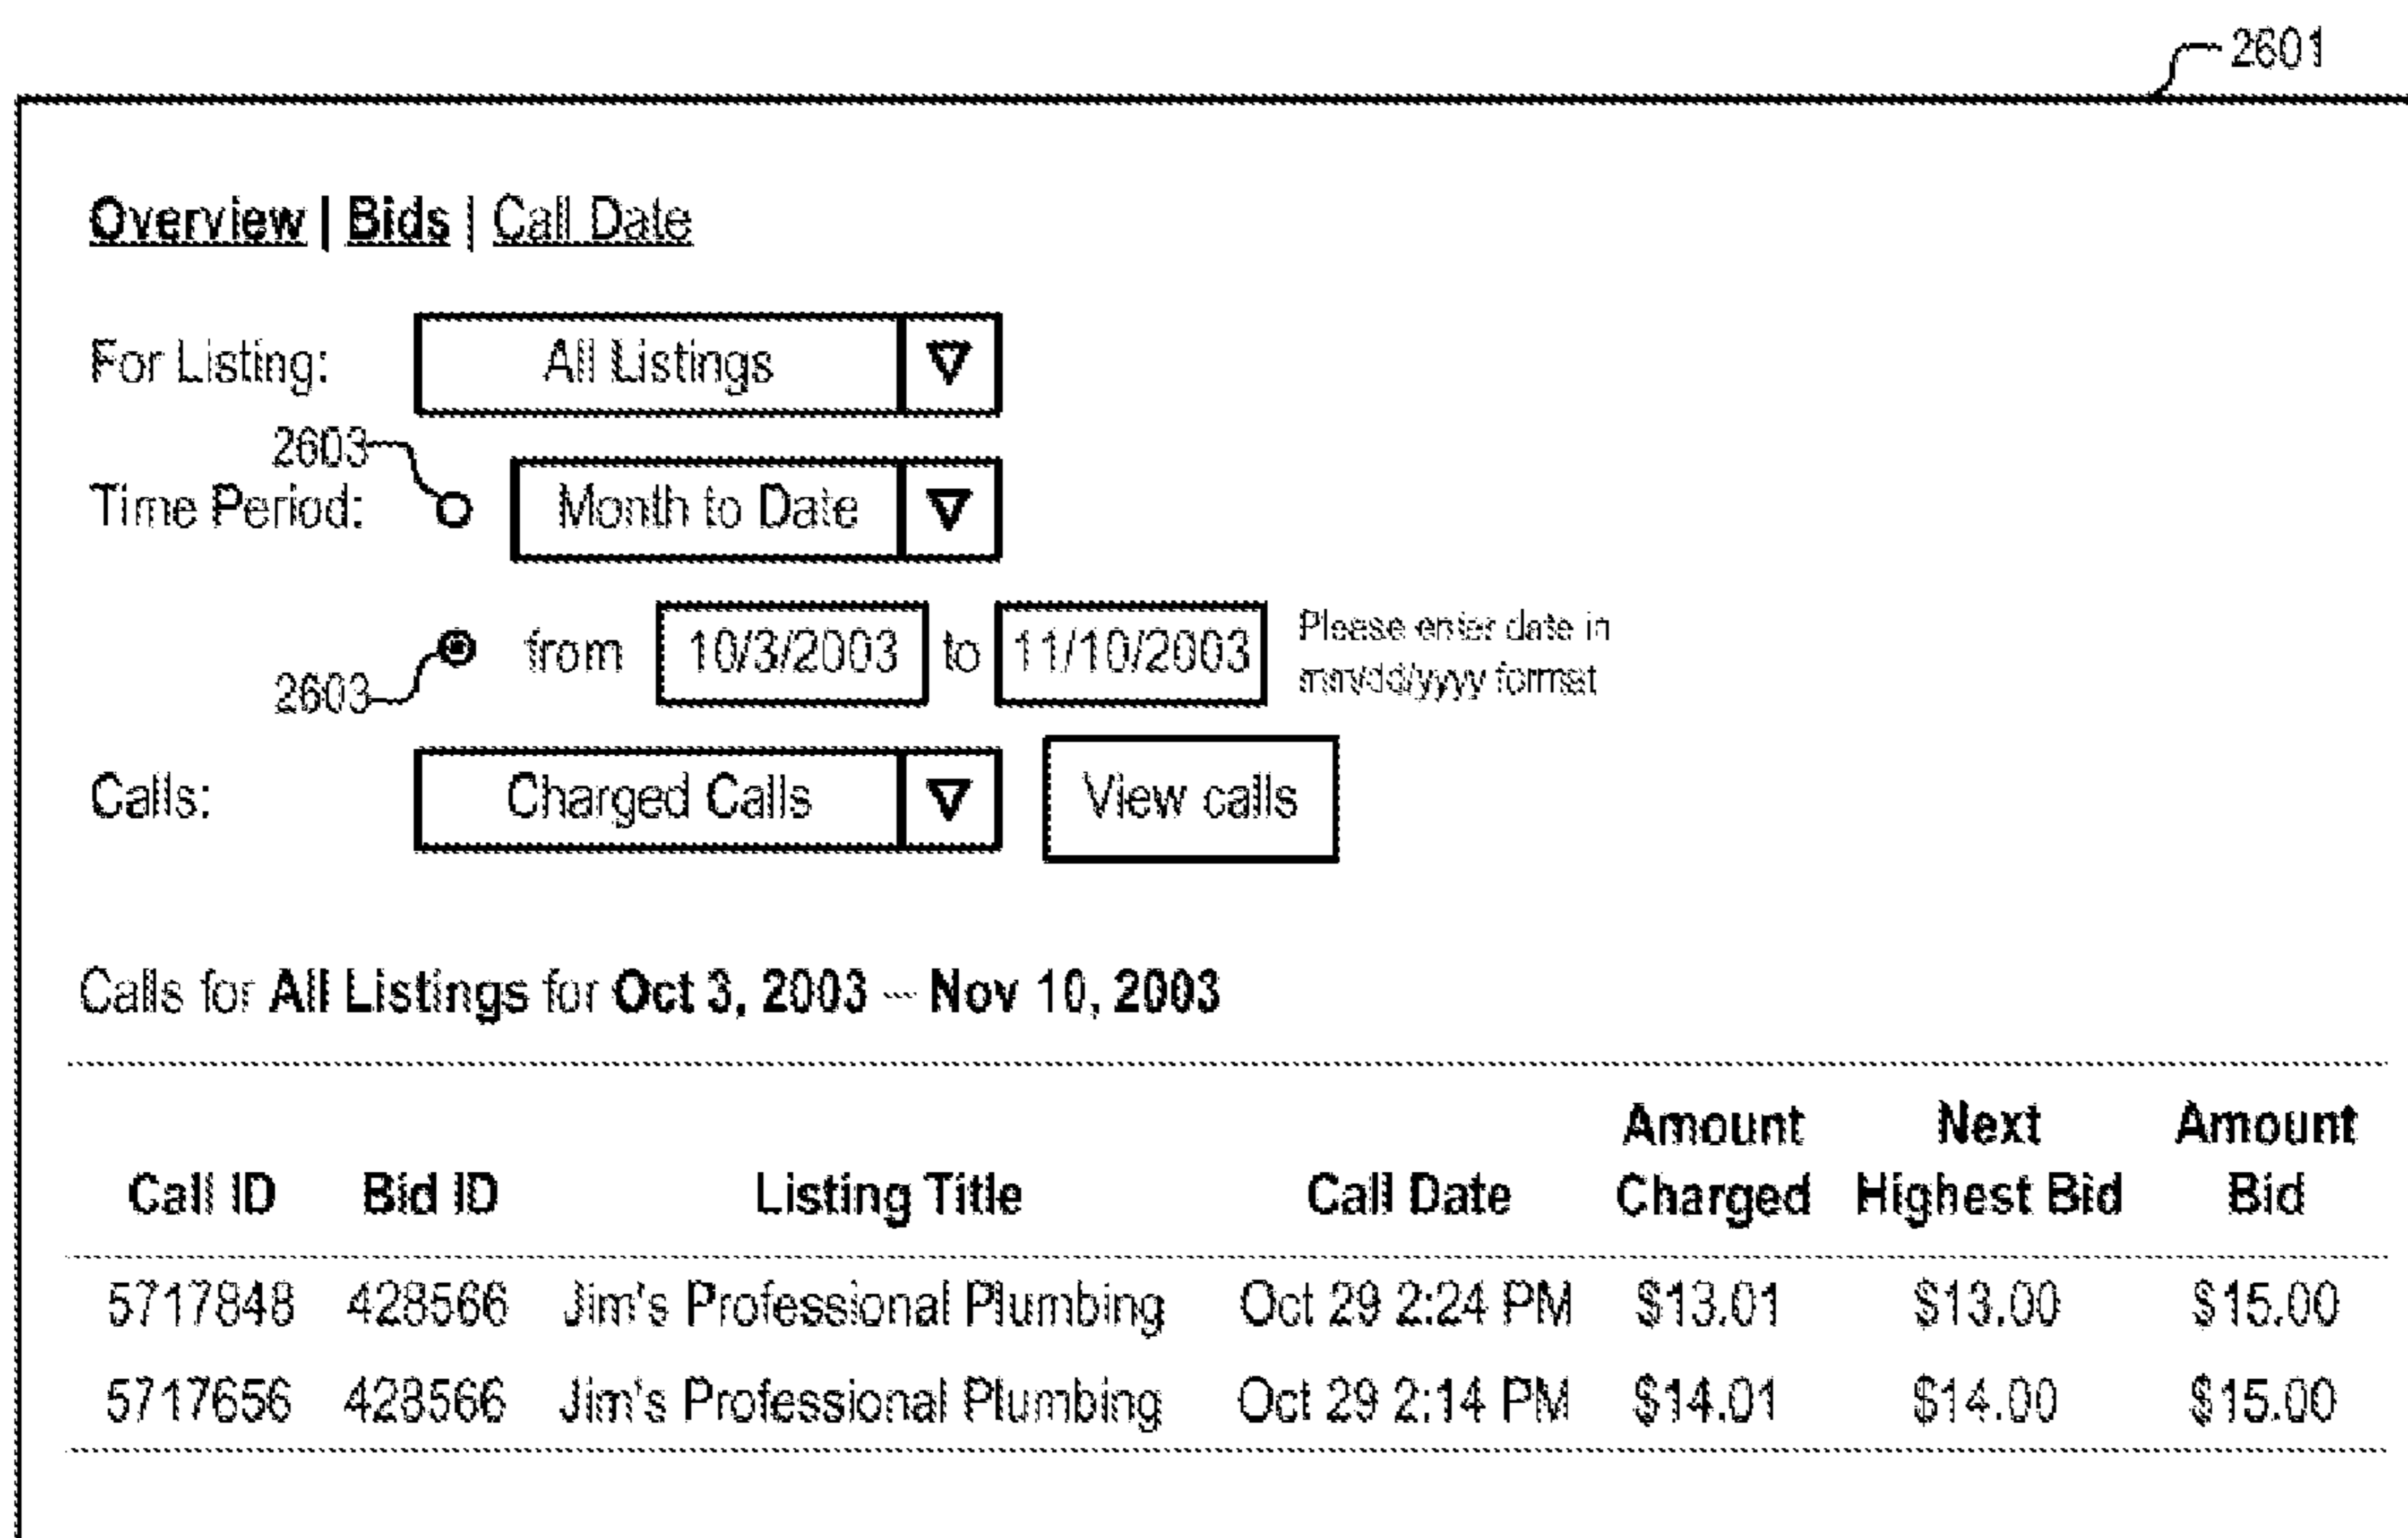 2601
Overview | Bids | Call Date
For Listing: All Listings
2603
Time Period: Month to Date
from 10/3/2003 to 11/10/2003 Please enter date in
mm/dd/yyyy format
2603
Calls: Charged Calls View calls
Calls for All Listings for Oct 3, 2003 -- Nov 10, 2003
Amount Next Amount
Call ID Bid ID Listing Title Call Date Charged Highest Bid Bid
5717848 428566 Jim's Professional Plumbing Oct 29 2:24 PM $13.01 $13.00 $15.00
5717656 428566 Jim's Professional Plumbing Oct 29 2:14 PM $14.01 $14.00 $15.00